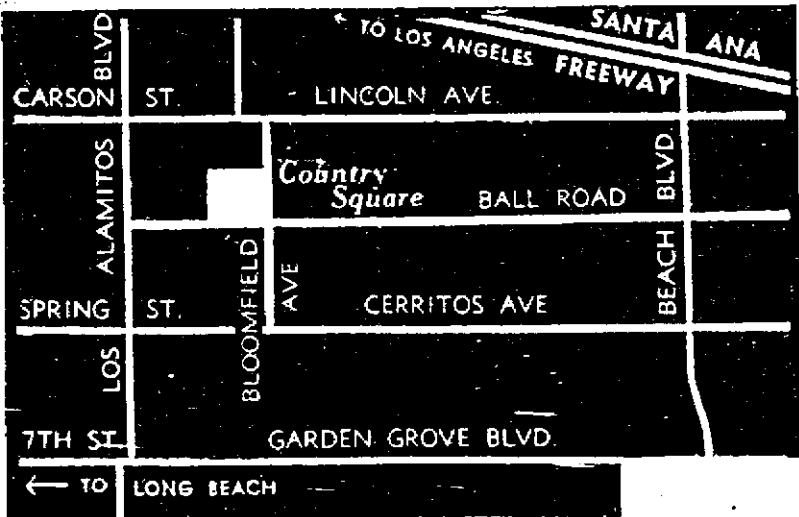 ← TO LOS ANGELES
SANTA ANA
FREEWAY
CARSON ST.
LINCOLN AVE.
LOS ALAMITOS BLVD
Country
Square
BALL ROAD
BEACH BLVD.
BLOOMFIELD AVE
SPRING ST.
CERRITOS AVE
7TH ST.
GARDEN GROVE BLVD.
← TO LONG BEACH